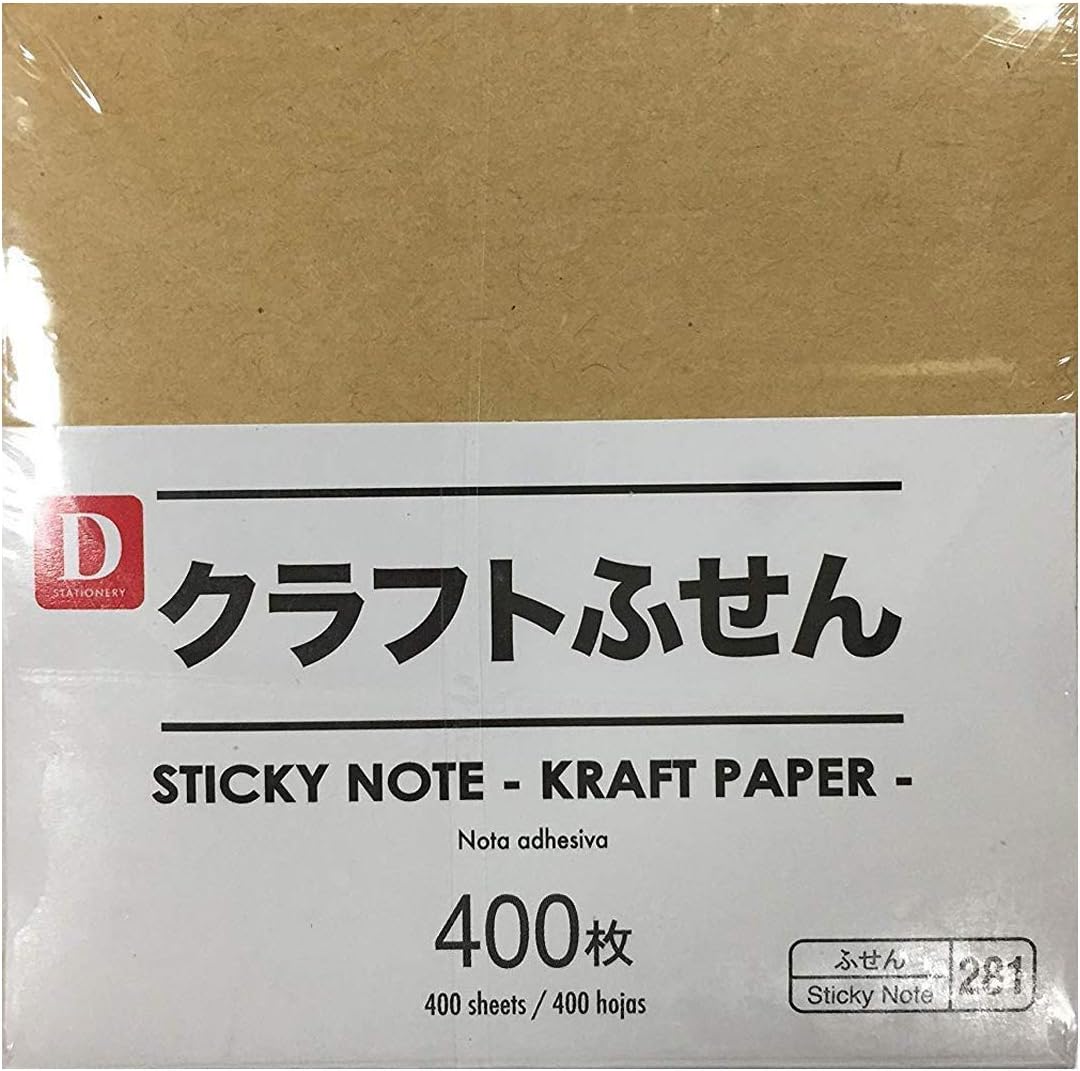 D
STATIONERY
クラフトふせん
STICKY NOTE - KRAFT PAPER -
Nota adhesiva
400枚
400 sheets / 400 hojas
ふせん
Sticky Note
281